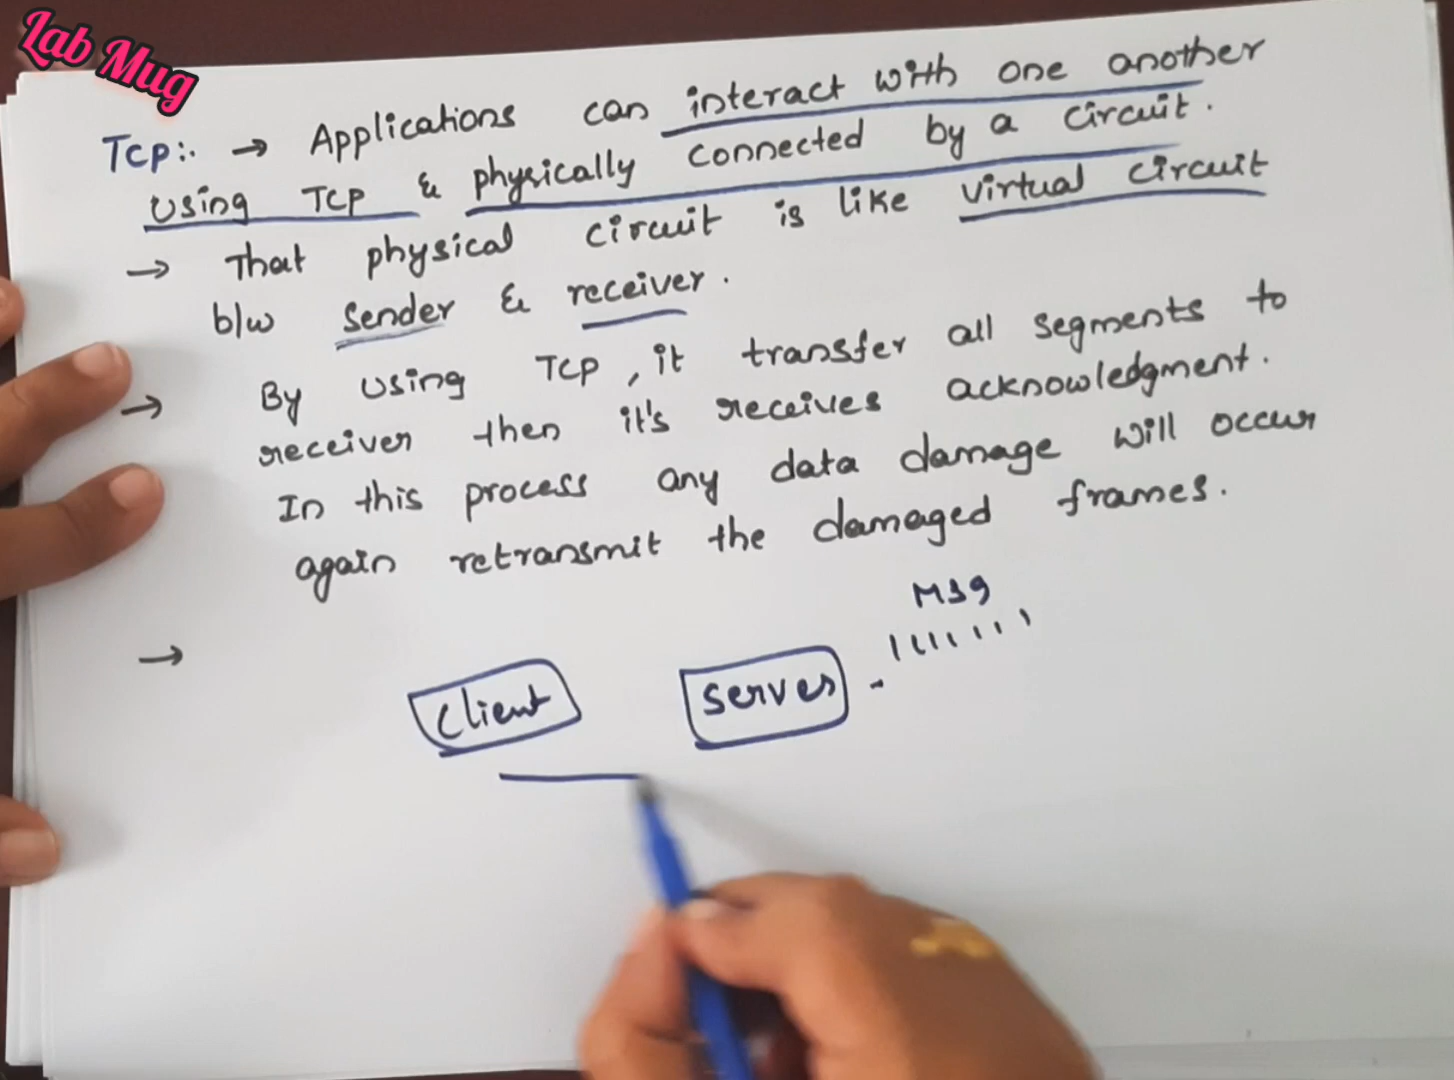 Lab Mug
TCP:- → Applications can interact with one another
using TCP & physically connected by a circuit.
→ That physical circuit is like virtual circuit
b/w sender & receiver.
→ By using TCP, it transfer all segments to
receiver then it's receives acknowledgment.
In this process any data damage will occur
again retransmit the damaged frames.
Msg
→
client server